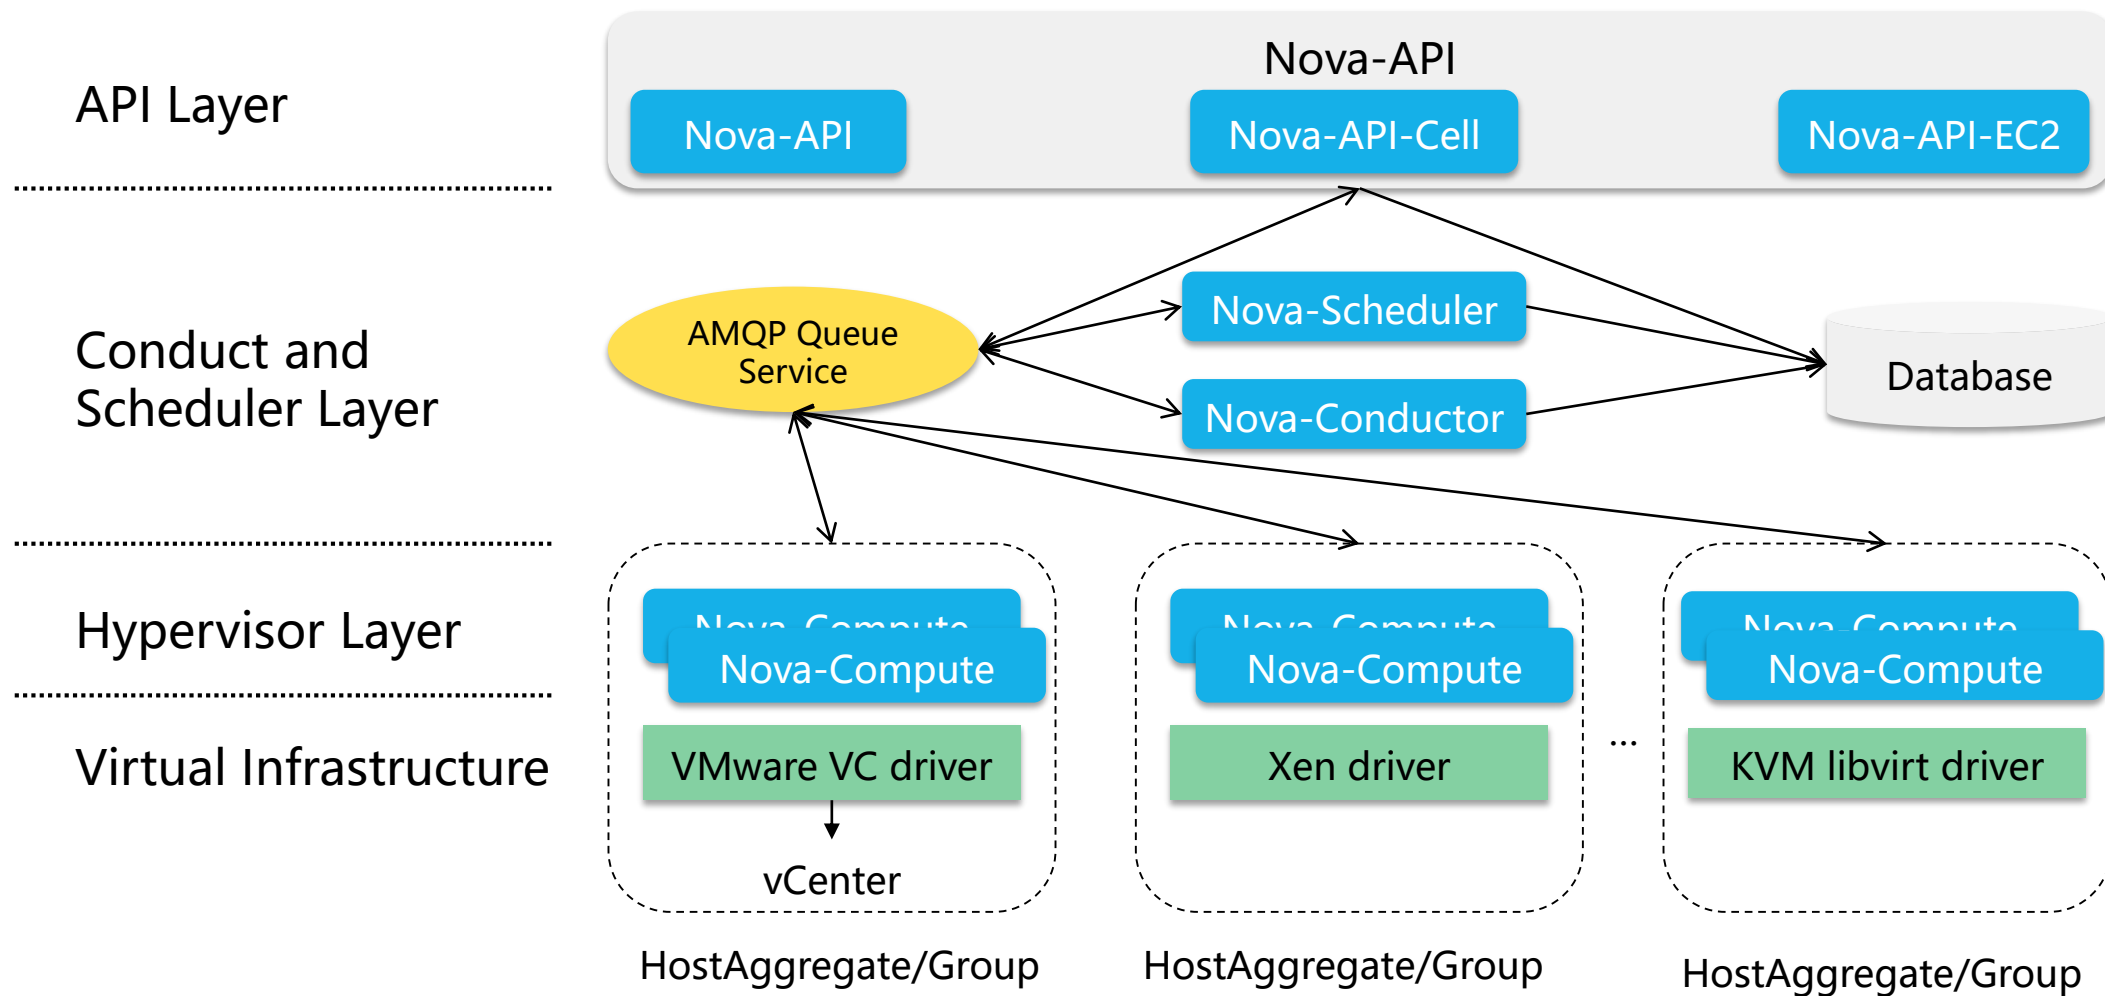 Nova-API
API Layer
Nova-API
Nova-API-Cell
Nova-API-EC2
Conduct and
Scheduler Layer
AMQP Queue
Service
Nova-Scheduler
Nova-Conductor
Database
Hypervisor Layer
Nova-Compute
Nova-Compute
Nova-Compute
Nova-Compute
Nova-Compute
Nova-Compute
Virtual Infrastructure
VMware VC driver
Xen driver
...
KVM libvirt driver
vCenter
HostAggregate/Group
HostAggregate/Group
HostAggregate/Group